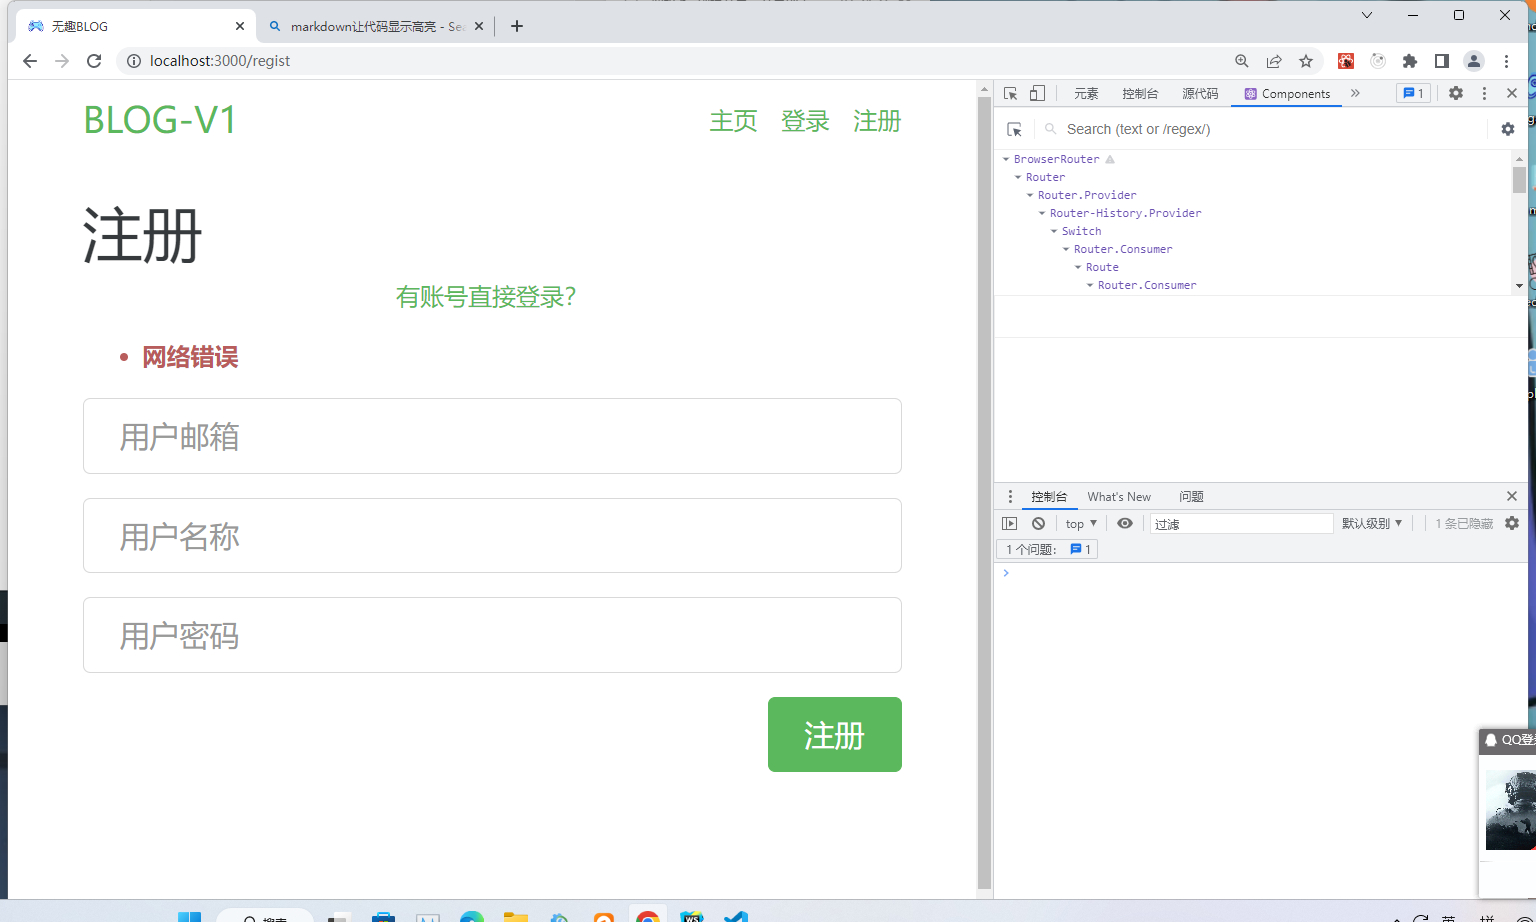 无趣BLOG
markdown让代码显示高亮 - Sea
localhost:3000/regist
BLOG-V1
主页 登录 注册
注册
有账号直接登录?
网络错误
用户邮箱
用户名称
用户密码
注册
元素 控制台 源代码 Components » 1
Search (text or /regex/)
BrowserRouter
Router
Router.Provider
Router-History.Provider
Switch
Router.Consumer
Route
Router.Consumer
控制台 What's New 问题
top 过滤 默认级别 1 条已隐藏
1 个问题: 1
QQ登
搜索
英 拼